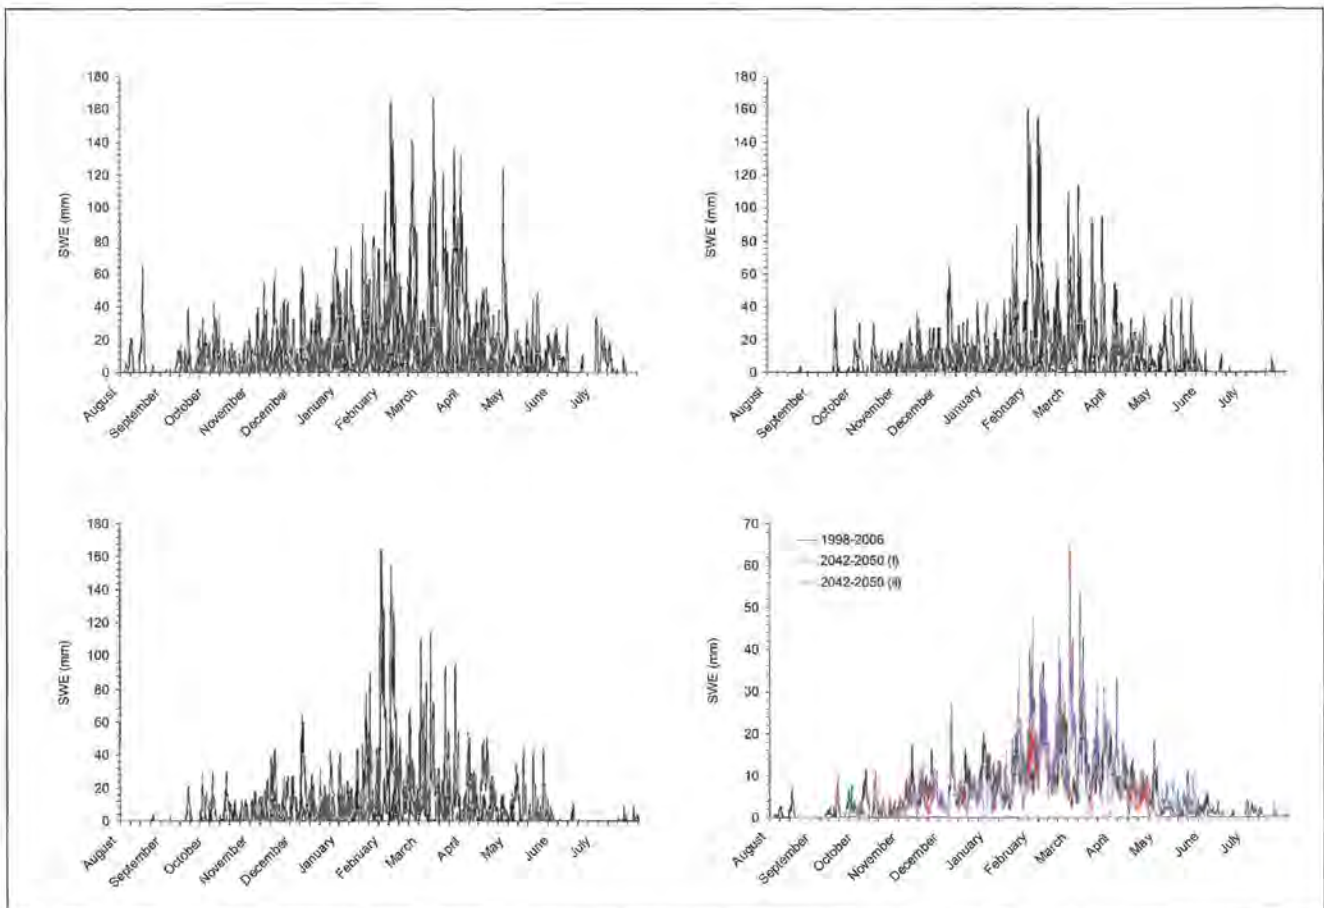 180
160
140
120
100
80
60
40
20
0
SWE (mm)
August
September
October
November
December
January
February
March
April
May
June
July
180
160
140
120
100
80
60
40
20
0
SWE (mm)
August
September
October
November
December
January
February
March
April
May
June
July
180
160
140
120
100
80
60
40
20
0
SWE (mm)
August
September
October
November
December
January
February
March
April
May
June
July
70
60
50
40
30
20
10
0
SWE (mm)
1998-2006
2042-2050 (I)
2042-2050 (II)
August
September
October
November
December
January
February
March
April
May
June
July